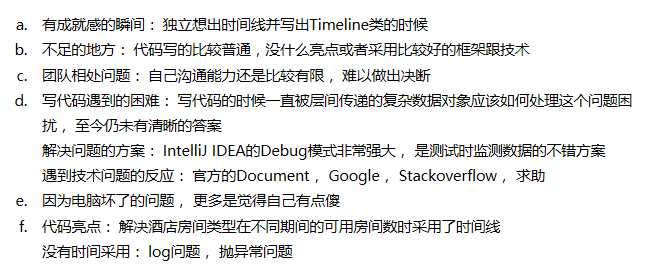 a. 有成就感的瞬间： 独立想出时间线并写出Timeline类的时候
b. 不足的地方： 代码写的比较普通，没什么亮点或者采用比较好的框架跟技术
c. 团队相处问题： 自己沟通能力还是比较有限， 难以做出决断
d. 写代码遇到的困难： 写代码的时候一直被层间传递的复杂数据对象应该如何处理这个问题困
扰， 至今仍未有清晰的答案
解决问题的方案： IntelliJ IDEA的Debug模式非常强大， 是测试时监测数据的不错方案
遇到技术问题的反应： 官方的Document， Google， Stackoverflow， 求助
e. 因为电脑坏了的问题， 更多是觉得自己有点傻
f. 代码亮点： 解决酒店房间类型在不同期间的可用房间数时采用了时间线
没有时间采用： log问题， 抛异常问题